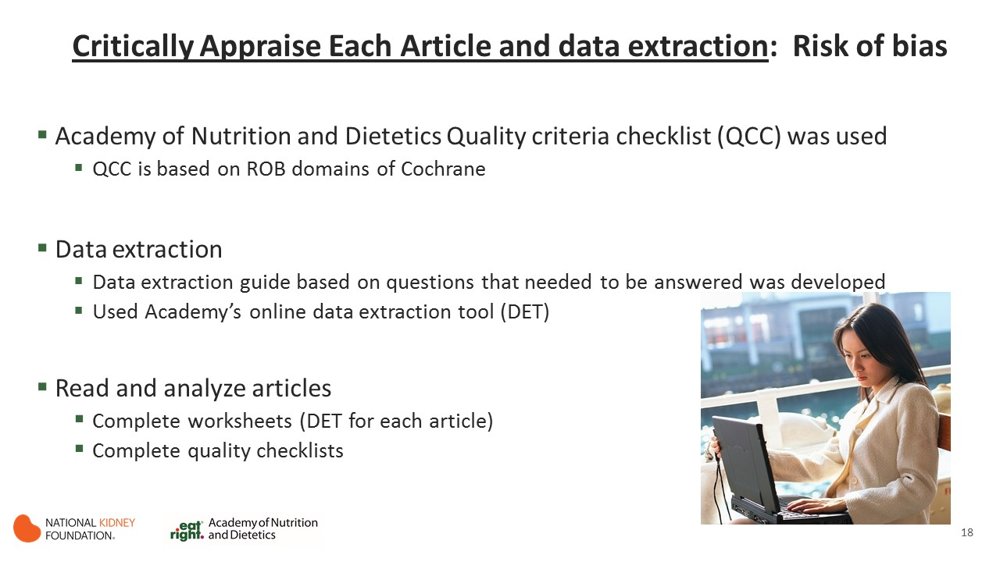 Critically Appraise Each Article and data extraction: Risk of bias
▪ Academy of Nutrition and Dietetics Quality criteria checklist (QCC) was used
▪ QCC is based on ROB domains of Cochrane
▪ Data extraction
▪ Data extraction guide based on questions that needed to be answered was developed
▪ Used Academy’s online data extraction tool (DET)
▪ Read and analyze articles
▪ Complete worksheets (DET for each article)
▪ Complete quality checklists
NATIONAL KIDNEY
FOUNDATION®
eat®
right.
Academy of Nutrition
and Dietetics
18